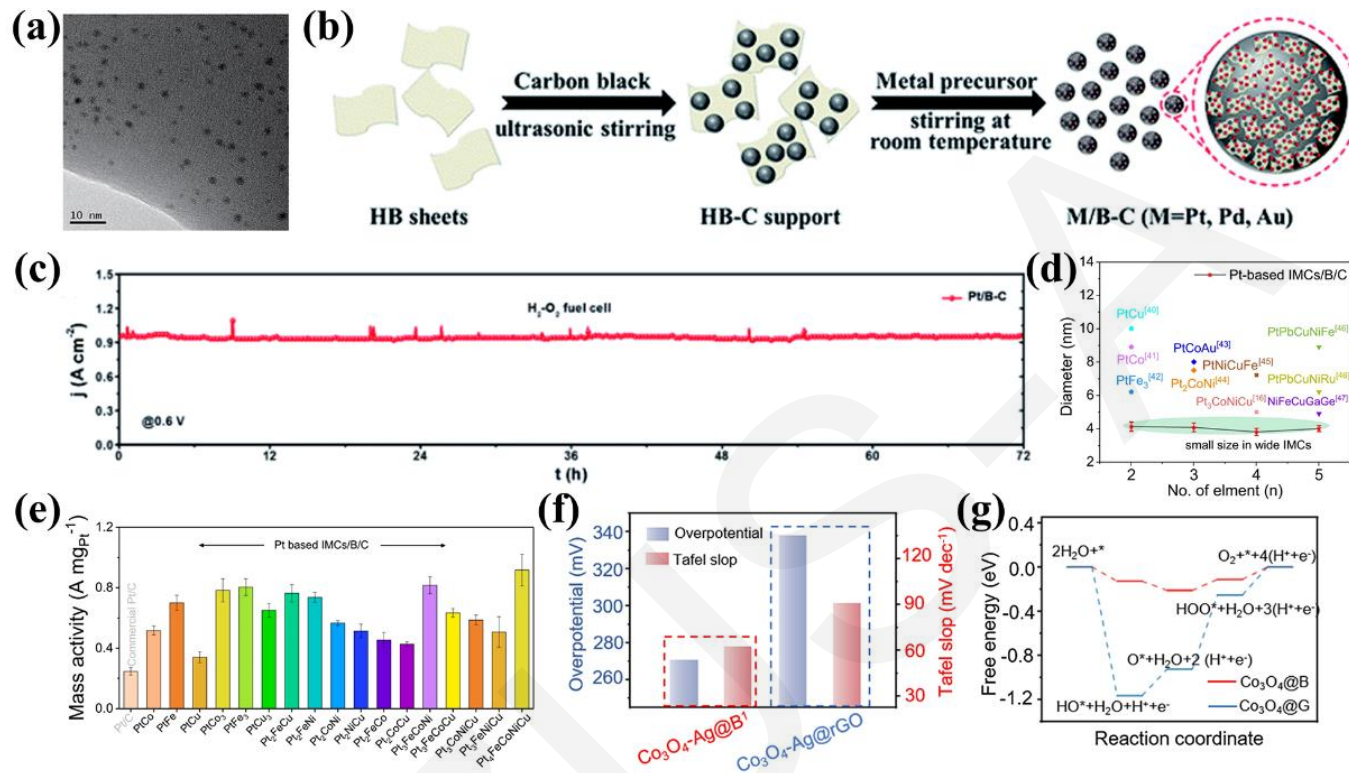 (a)
10 nm
(b)
Carbon black
ultrasonic stirring
Metal precursor
stirring at
room temperature
HB sheets
HB-C support
M/B-C (M=Pt, Pd, Au)
(c)
j (A cm⁻²)
1.5
1.2
0.9
0.6
0.3
0.0
H₂-O₂ fuel cell
Pt/B-C
@0.6 V
0
12
24
36
48
60
72
t (h)
(d)
Diameter (nm)
14
12
10
8
6
4
2
Pt-based IMCs/B/C
PtCu[40]
PtCo[41]
PtFe₃[42]
PtCoAu[43]
Pt₂CoNi[44]
PtNiCuFe[45]
Pt₃CoNiCu[16]
PtPbCuNiFe[46]
PtPbCuNiRu[46]
NiFeCuGaGe[47]
small size in wide IMCs
2
3
4
5
No. of elment (n)
(e)
Mass activity (A mgPt⁻¹)
1.2
0.8
0.4
0.0
Pt based IMCs/B/C
Commercial Pt/C
Pt/C
PtCo
PtFe
PtCu
PtCo₃
PtFe₃
PtCu₃
Pt₂FeCu
Pt₂FeNi
Pt₂CoNi
Pt₂NiCu
Pt₂FeCo
Pt₂CoCu
Pt₃FeCoNi
Pt₃FeCoCu
Pt₃CoNiCu
Pt₃FeNiCu
Pt₄FeCoNiCu
(f)
Overpotential (mV)
340
320
300
280
260
Overpotential
Tafel slop
120
90
60
30
Tafel slop (mV dec⁻¹)
Co₃O₄-Ag@B¹
Co₃O₄-Ag@rGO
(g)
Free energy (eV)
0.4
0.0
-0.4
-0.8
-1.2
2H₂O+*
O₂+*+4(H⁺+e⁻)
HOO*+H₂O+3(H⁺+e⁻)
O*+H₂O+2 (H⁺+e⁻)
HO*+H₂O+H⁺+e⁻
Co₃O₄@B
Co₃O₄@G
Reaction coordinate